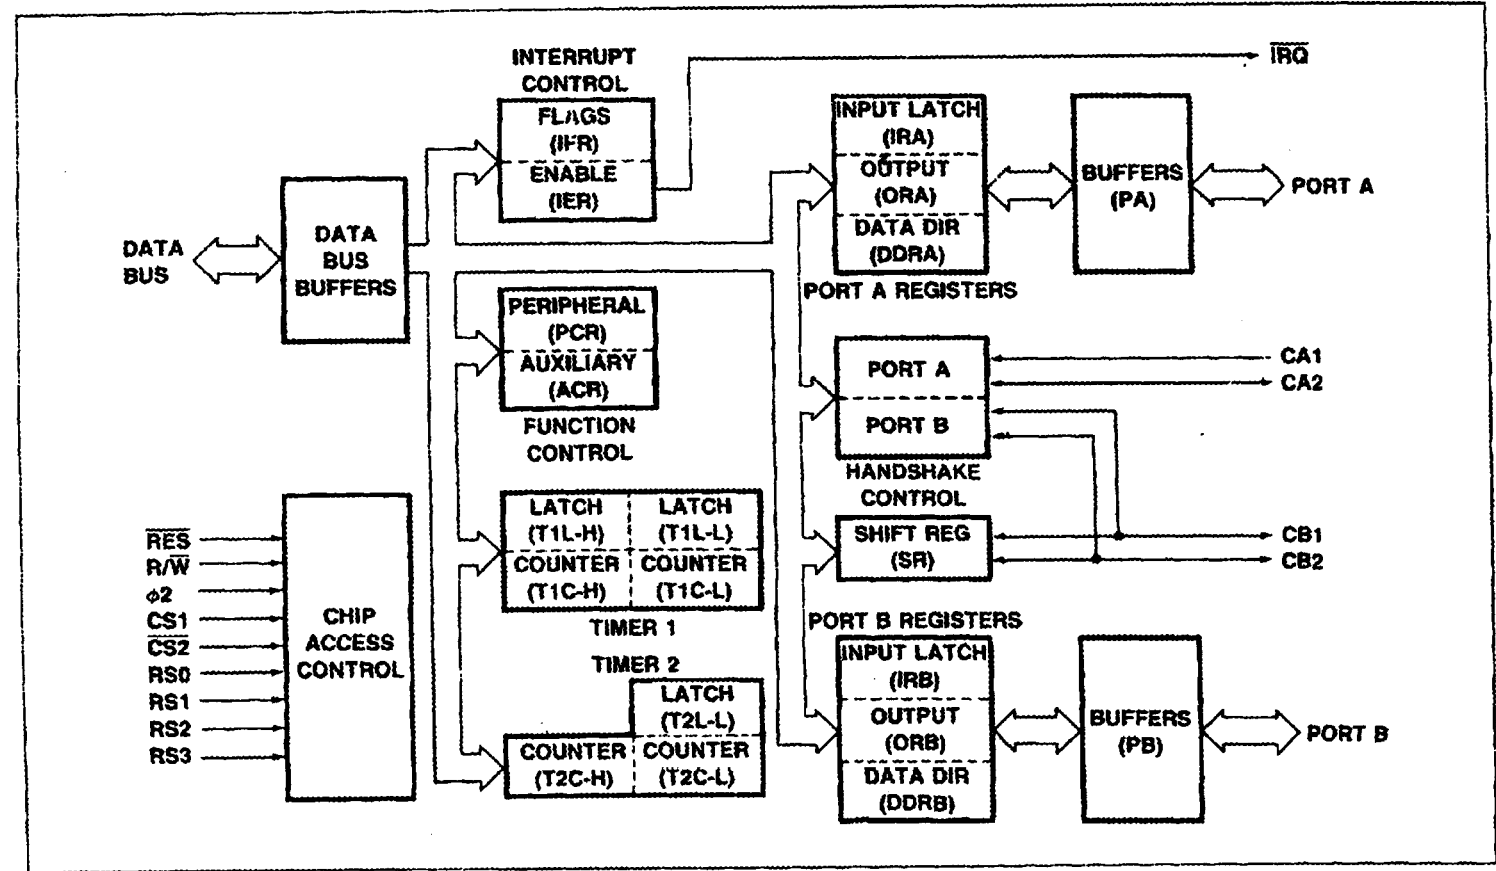 INTERRUPT
CONTROL
FLAGS
(IFR)
ENABLE
(IER)
I̅R̅Q̅
INPUT LATCH
(IRA)
OUTPUT
(ORA)
DATA DIR
(DDRA)
PORT A REGISTERS
BUFFERS
(PA)
PORT A
DATA
BUS
DATA
BUS
BUFFERS
PERIPHERAL
(PCR)
AUXILIARY
(ACR)
FUNCTION
CONTROL
PORT A
PORT B
HANDSHAKE
CONTROL
CA1
CA2
LATCH
(T1L-H)
LATCH
(T1L-L)
COUNTER
(T1C-H)
COUNTER
(T1C-L)
TIMER 1
SHIFT REG
(SR)
CB1
CB2
R̅E̅S̅
R/W̅
ϕ2
CS1
C̅S̅2̅
RS0
RS1
RS2
RS3
CHIP
ACCESS
CONTROL
TIMER 2
LATCH
(T2L-L)
COUNTER
(T2C-H)
COUNTER
(T2C-L)
PORT B REGISTERS
INPUT LATCH
(IRB)
OUTPUT
(ORB)
DATA DIR
(DDRB)
BUFFERS
(PB)
PORT B